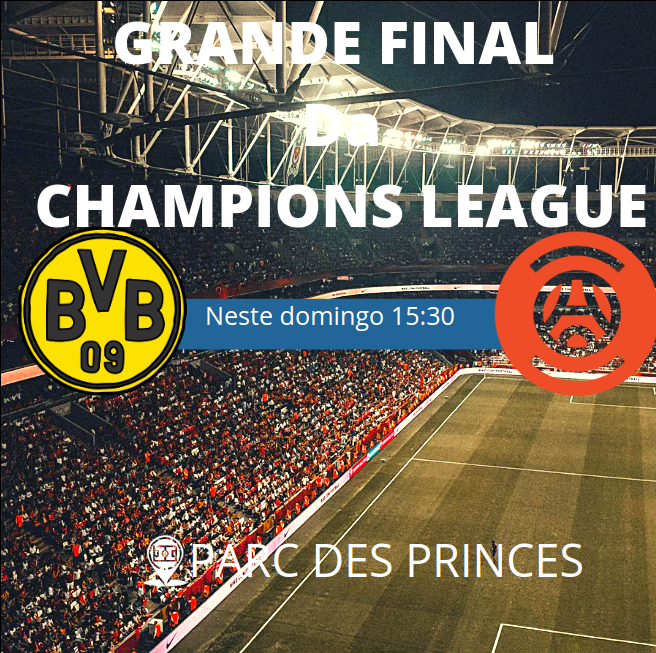 GRANDE FINAL
Da
CHAMPIONS LEAGUE
BVB
09
Neste domingo 15:30
PARC DES PRINCES